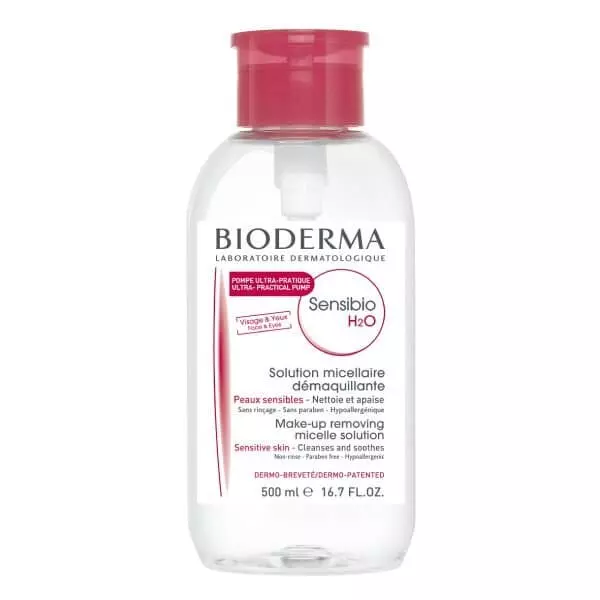 BIODERMA
LABORATOIRE DERMATOLOGIQUE
POMPE ULTRA-PRATIQUE
ULTRA- PRACTICAL PUMP
Sensibio
H2O
Visage & Yeux
Face & Eyes
Solution micellaire
démaquillante
Peaux sensibles - Nettoie et apaise
Sans rinçage - Sans paraben - Hypoallergénique
Make-up removing
micelle solution
Sensitive skin - Cleanses and soothes
Non-rinse - Paraben free - Hypoallergenic
DERMO-BREVETÉ/DERMO-PATENTED
500 ml ℮ 16.7 FL.OZ.